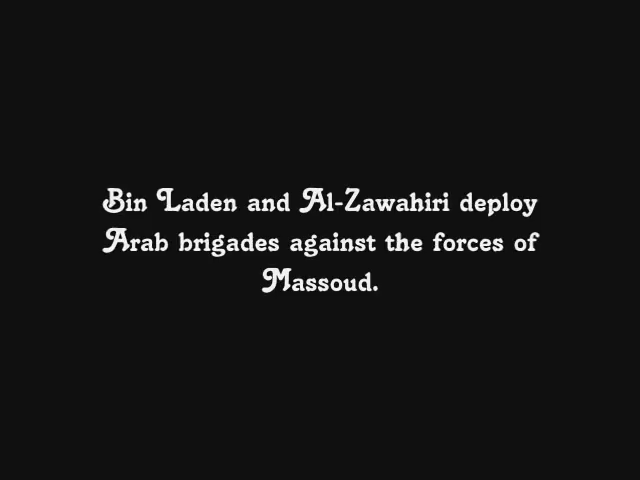 Bin Laden and Al-Zawahiri deploy
Arab brigades against the forces of
Massoud.